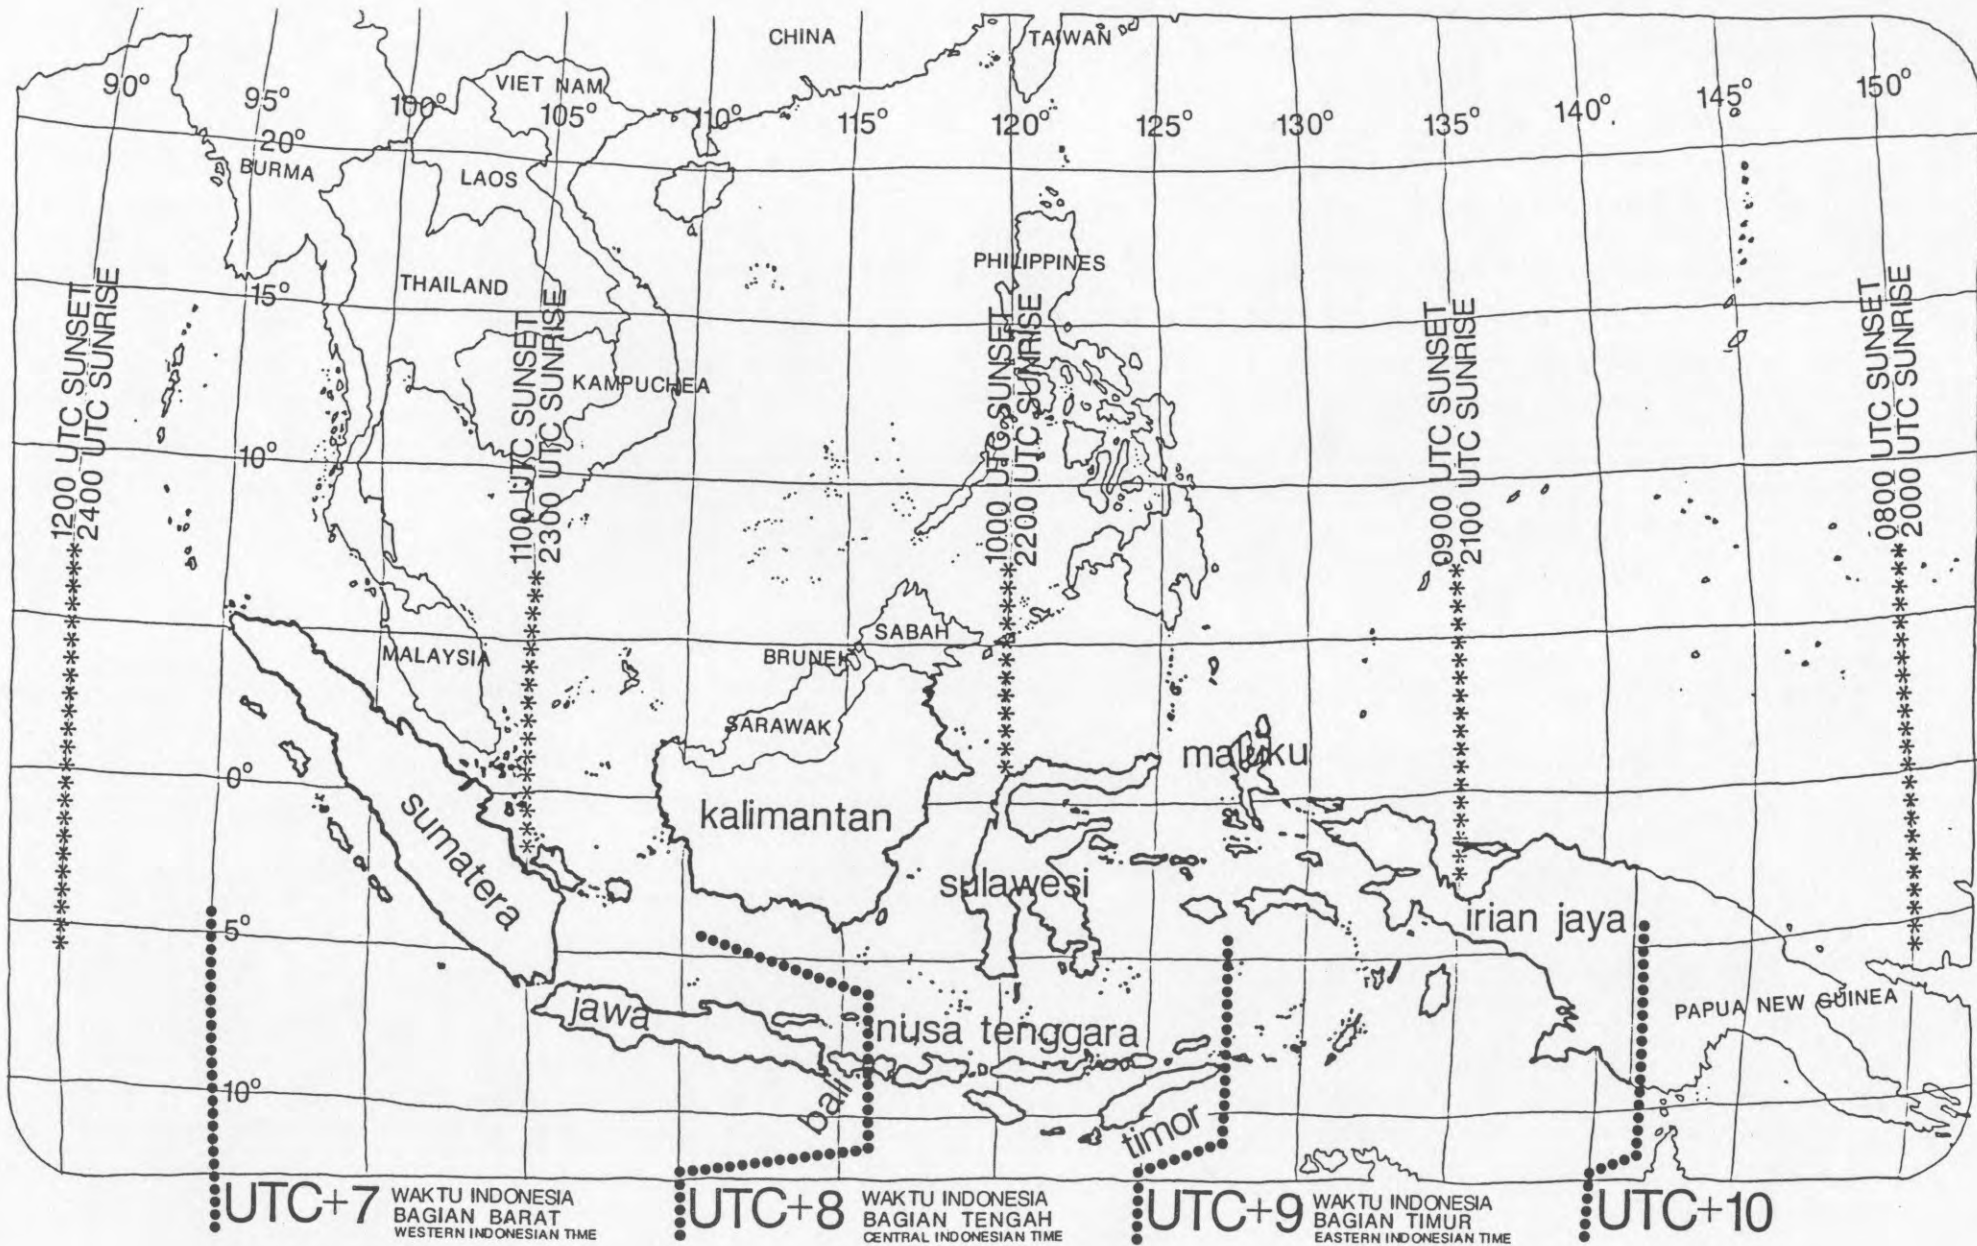 CHINA
TAIWAN
90°
95°
100°
VIET NAM
105°
110°
115°
120°
125°
130°
135°
140°
145°
150°
20°
BURMA
LAOS
THAILAND
PHILIPPINES
15°
KAMPUCHEA
10°
1200 UTC SUNSET
2400 UTC SUNRISE
1100 UTC SUNSET
2300 UTC SUNRISE
1000 UTC SUNSET
2200 UTC SUNRISE
0900 UTC SUNSET
2100 UTC SUNRISE
0800 UTC SUNSET
2000 UTC SUNRISE
SABAH
MALAYSIA
BRUNEI
SARAWAK
maluku
0°
sumatera
kalimantan
sulawesi
irian jaya
5°
jawa
nusa tenggara
PAPUA NEW GUINEA
10°
bali
timor
UTC+7 WAKTU INDONESIA
BAGIAN BARAT
WESTERN INDONESIAN TIME
UTC+8 WAKTU INDONESIA
BAGIAN TENGAH
CENTRAL INDONESIAN TIME
UTC+9 WAKTU INDONESIA
BAGIAN TIMUR
EASTERN INDONESIAN TIME
UTC+10